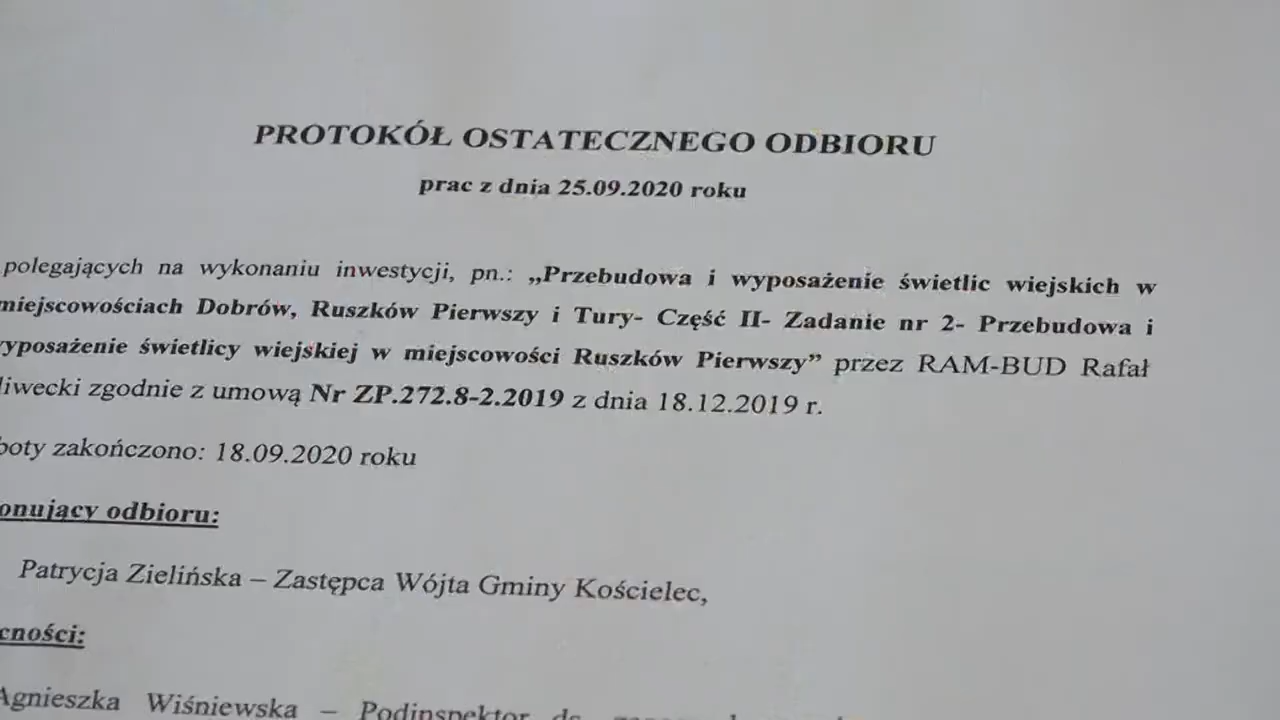 PROTOKÓŁ OSTATECZNEGO ODBIORU
prac z dnia 25.09.2020 roku
polegających na wykonaniu inwestycji, pn.: „Przebudowa i wyposażenie świetlic wiejskich w
miejscowościach Dobrów, Ruszków Pierwszy i Tury- Część II- Zadanie nr 2- Przebudowa i
yposażenie świetlicy wiejskiej w miejscowości Ruszków Pierwszy” przez RAM-BUD Rafał
liwecki zgodnie z umową Nr ZP.272.8-2.2019 z dnia 18.12.2019 r.
boty zakończono: 18.09.2020 roku
onujący odbioru:
Patrycja Zielińska – Zastępca Wójta Gminy Kościelec,
cności:
Agnieszka Wiśniewska – Podinspektor ds.